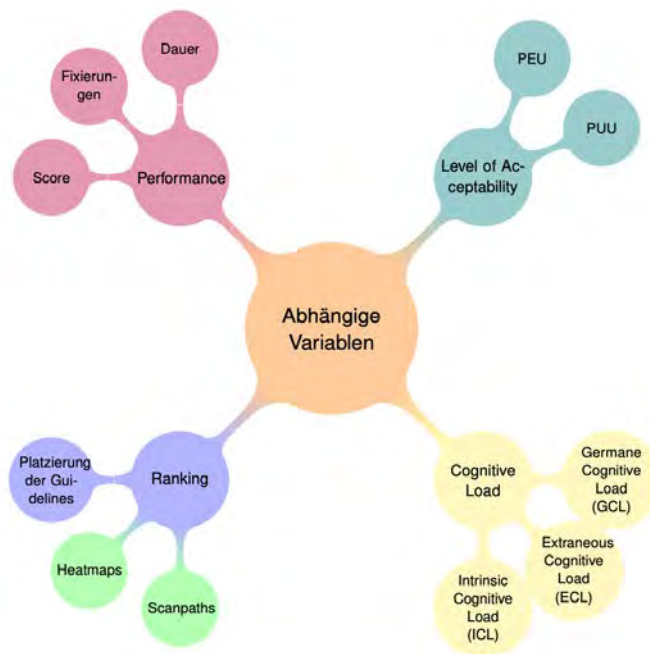 Dauer
Fixierun-
gen
Score
Performance
PEU
PUU
Level of Ac-
ceptability
Abhängige
Variablen
Platzierung
der Gui-
delines
Ranking
Heatmaps
Scanpaths
Cognitive
Load
Germane
Cognitive
Load
(GCL)
Extraneous
Cognitive
Load
(ECL)
Intrinsic
Cognitive
Load
(ICL)